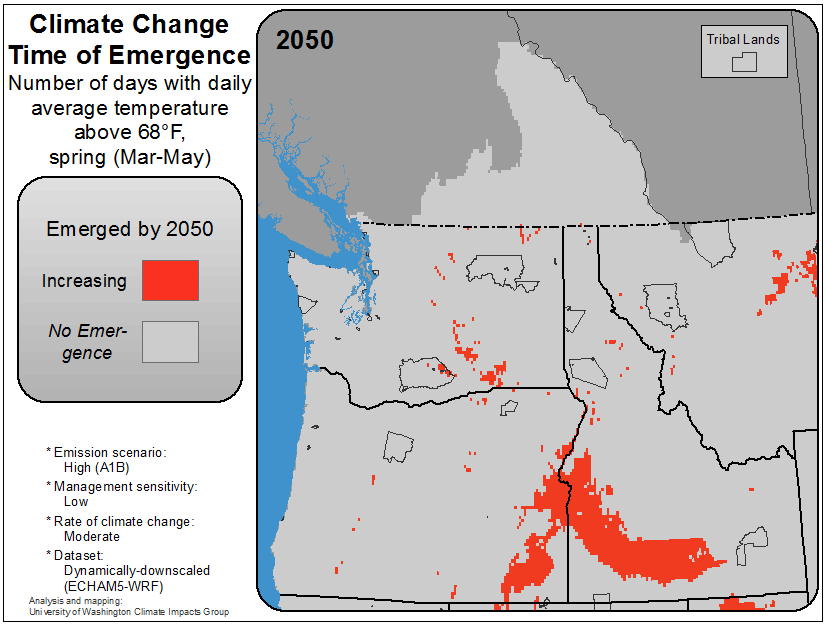 Climate Change
Time of Emergence
Number of days with daily
average temperature
above 68°F,
spring (Mar-May)
Emerged by 2050
Increasing
No Emer-
gence
* Emission scenario:
High (A1B)
* Management sensitivity:
Low
* Rate of climate change:
Moderate
* Dataset:
Dynamically-downscaled
(ECHAM5-WRF)
Analysis and mapping:
University of Washington Climate Impacts Group
2050
Tribal Lands